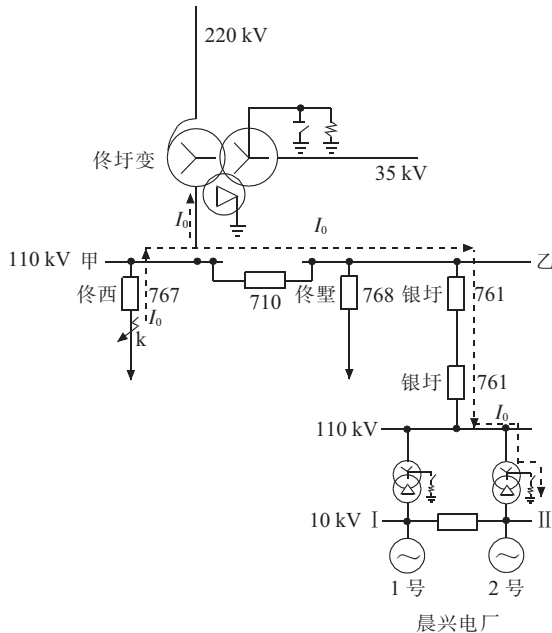 220 kV
佟圩变
35 kV
I₀
I₀
110 kV 甲
乙
佟西
767
I₀
k
710
佟墅
768
银圩
761
银圩
761
I₀
110 kV
10 kV Ⅰ
Ⅱ
1 号
2 号
晨兴电厂